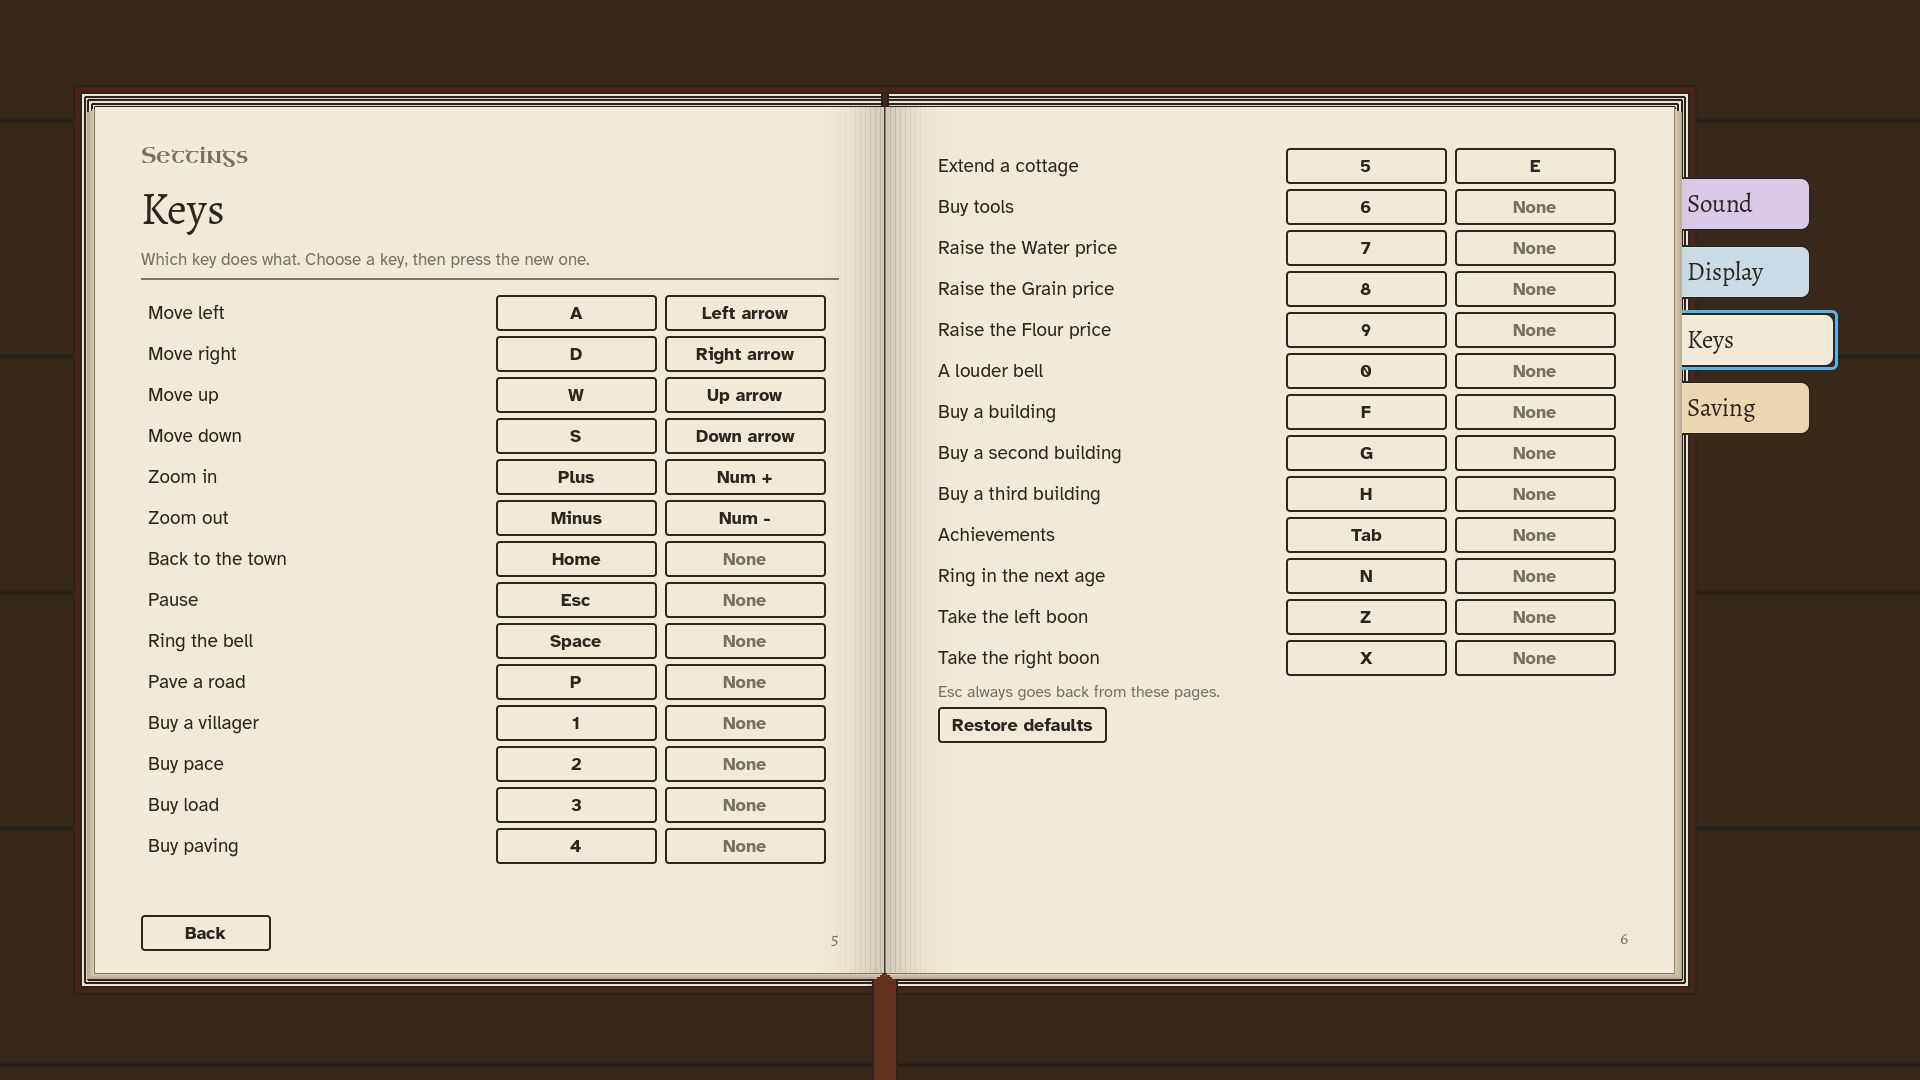 Settings
Keys
Which key does what. Choose a key, then press the new one.
Move left A Left arrow
Move right D Right arrow
Move up W Up arrow
Move down S Down arrow
Zoom in Plus Num +
Zoom out Minus Num -
Back to the town Home None
Pause Esc None
Ring the bell Space None
Pave a road P None
Buy a villager 1 None
Buy pace 2 None
Buy load 3 None
Buy paving 4 None
Back
5
Extend a cottage 5 E
Buy tools 6 None
Raise the Water price 7 None
Raise the Grain price 8 None
Raise the Flour price 9 None
A louder bell 0 None
Buy a building F None
Buy a second building G None
Buy a third building H None
Achievements Tab None
Ring in the next age N None
Take the left boon Z None
Take the right boon X None
Esc always goes back from these pages.
Restore defaults
6
Sound
Display
Keys
Saving